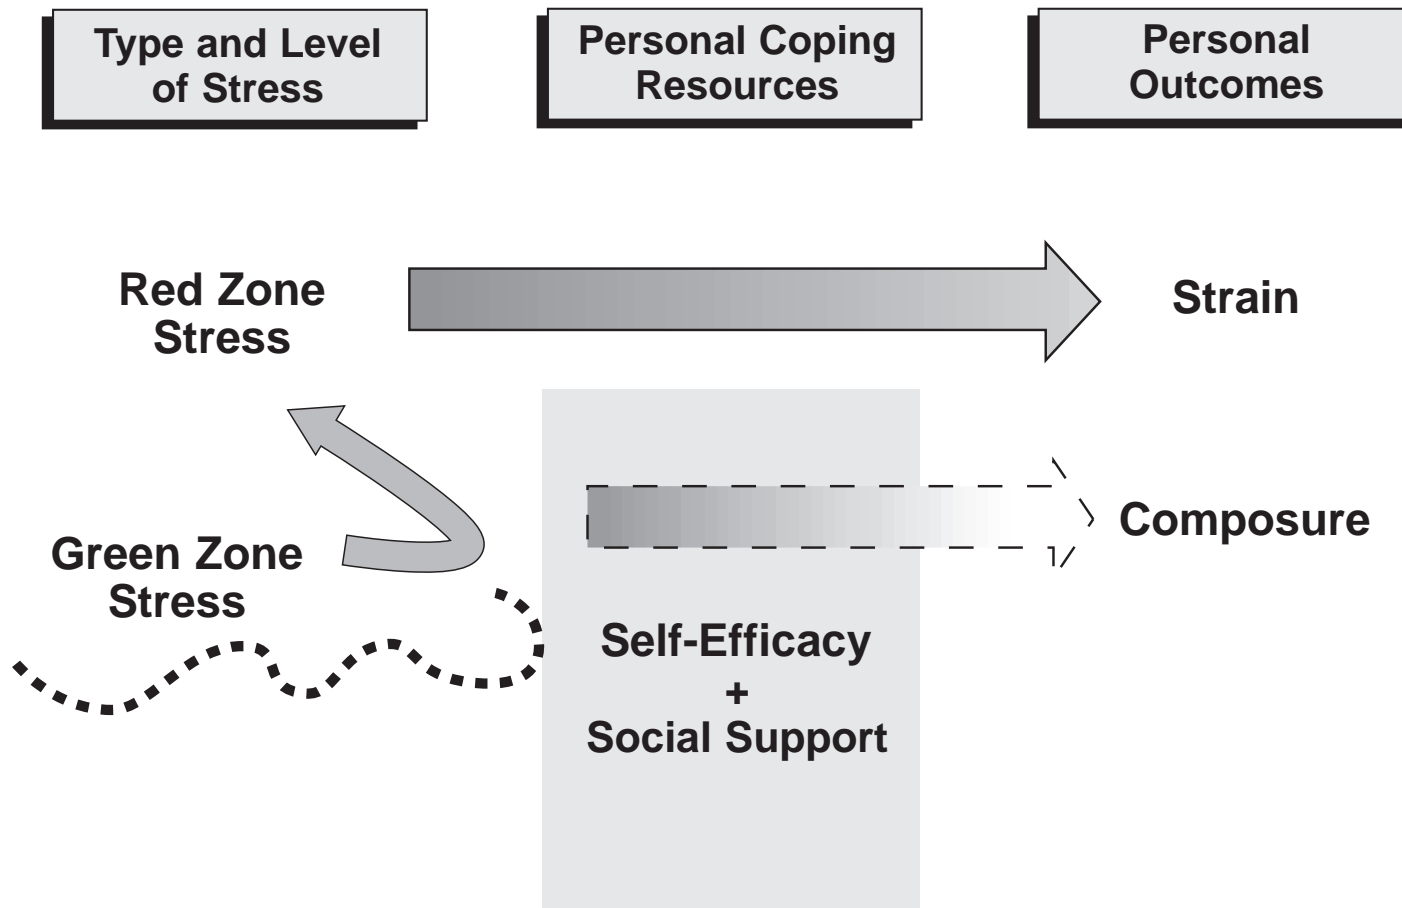 Type and Level
of Stress
Personal Coping
Resources
Personal
Outcomes
Red Zone
Stress
Strain
Green Zone
Stress
Composure
Self-Efficacy
+
Social Support